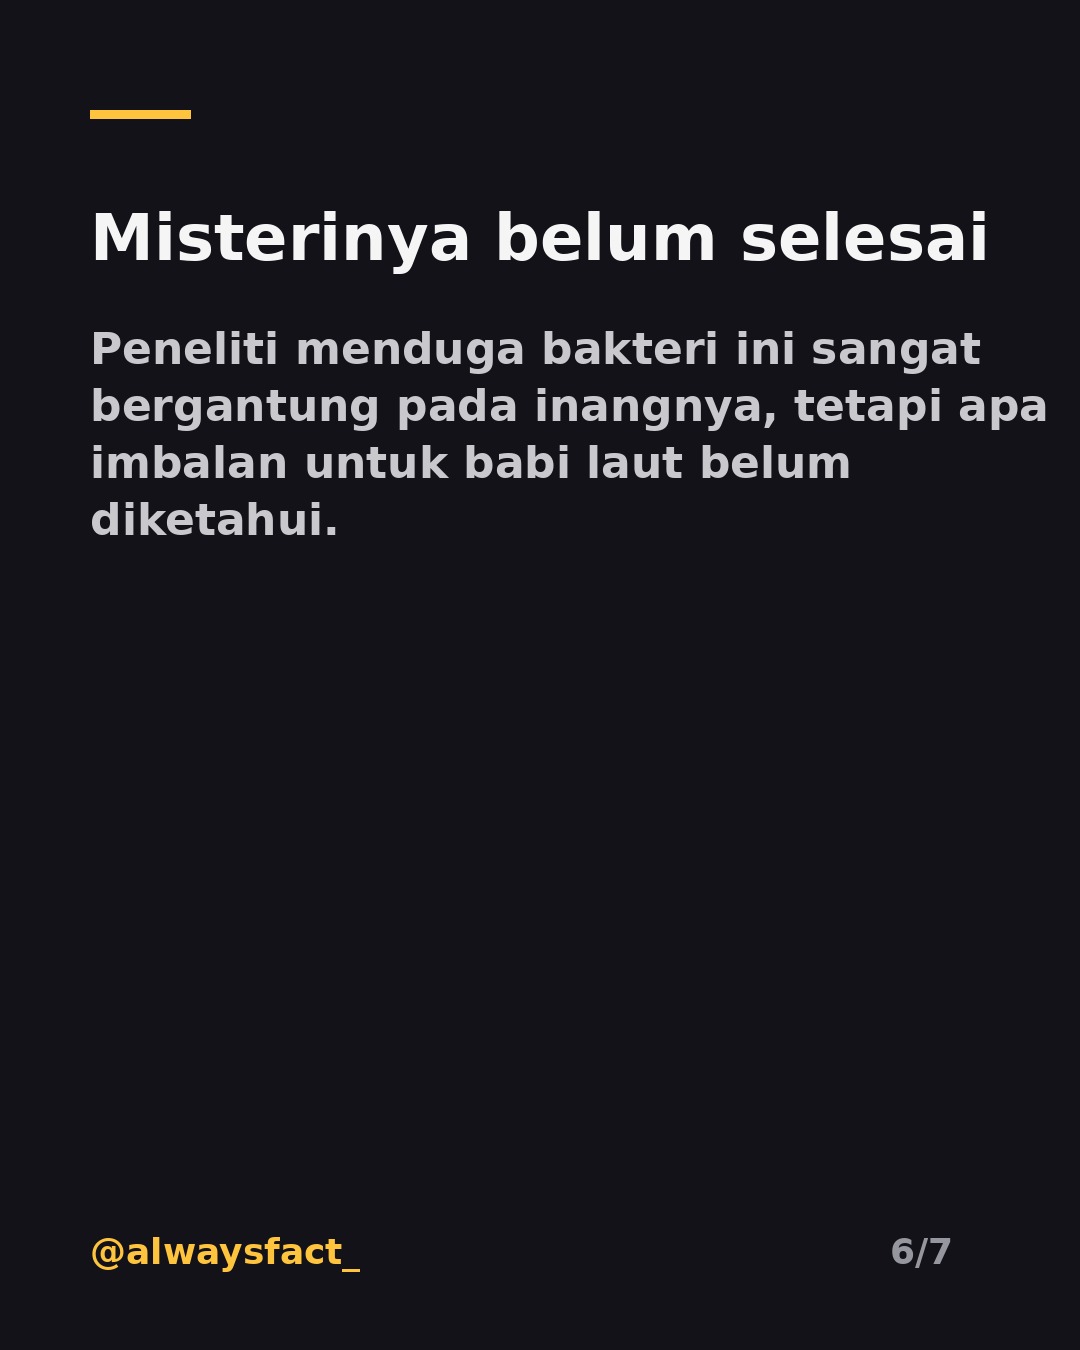 Misterinya belum selesai
Peneliti menduga bakteri ini sangat
bergantung pada inangnya, tetapi apa
imbalan untuk babi laut belum
diketahui.
@alwaysfact_
6/7